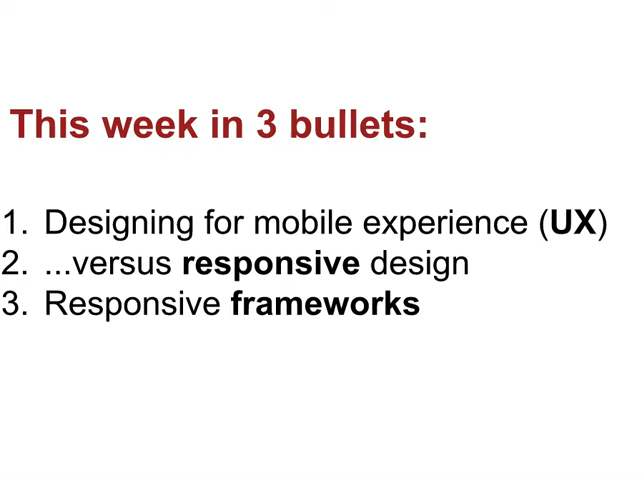 This week in 3 bullets:
1. Designing for mobile experience (UX)
2. ...versus responsive design
3. Responsive frameworks